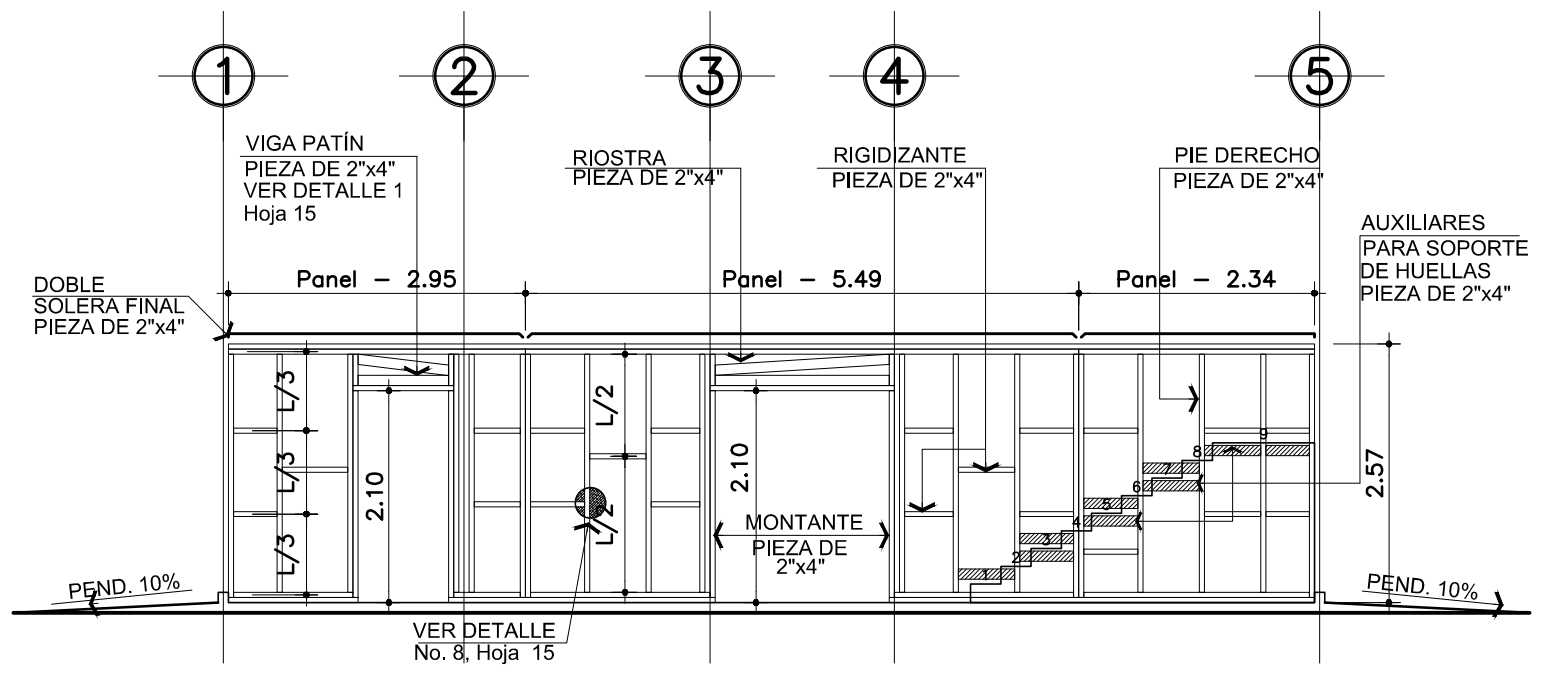 1
2
3
4
5
VIGA PATÍN
PIEZA DE 2"x4"
VER DETALLE 1
Hoja 15
RIOSTRA
PIEZA DE 2"x4"
RIGIDIZANTE
PIEZA DE 2"x4"
PIE DERECHO
PIEZA DE 2"x4"
AUXILIARES
PARA SOPORTE
DE HUELLAS
PIEZA DE 2"x4"
DOBLE
SOLERA FINAL
PIEZA DE 2"x4"
Panel - 2.95
Panel - 5.49
Panel - 2.34
L/3
L/3
L/3
2.10
L/2
L/2
2.10
MONTANTE
PIEZA DE
2"x4"
1
2
3
4
5
6
7
8
9
2.57
PEND. 10%
PEND. 10%
VER DETALLE
No. 8, Hoja 15